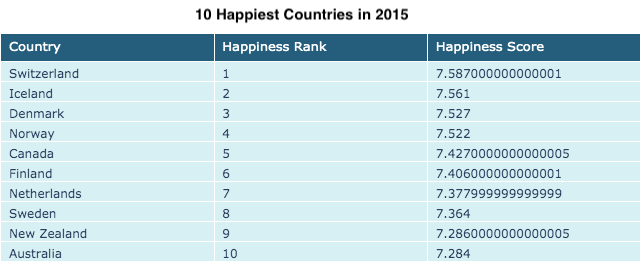 10 Happiest Countries in 2015
Country Happiness Rank Happiness Score
Switzerland 1 7.587000000000001
Iceland 2 7.561
Denmark 3 7.527
Norway 4 7.522
Canada 5 7.4270000000000005
Finland 6 7.406000000000001
Netherlands 7 7.377999999999999
Sweden 8 7.364
New Zealand 9 7.2860000000000005
Australia 10 7.284